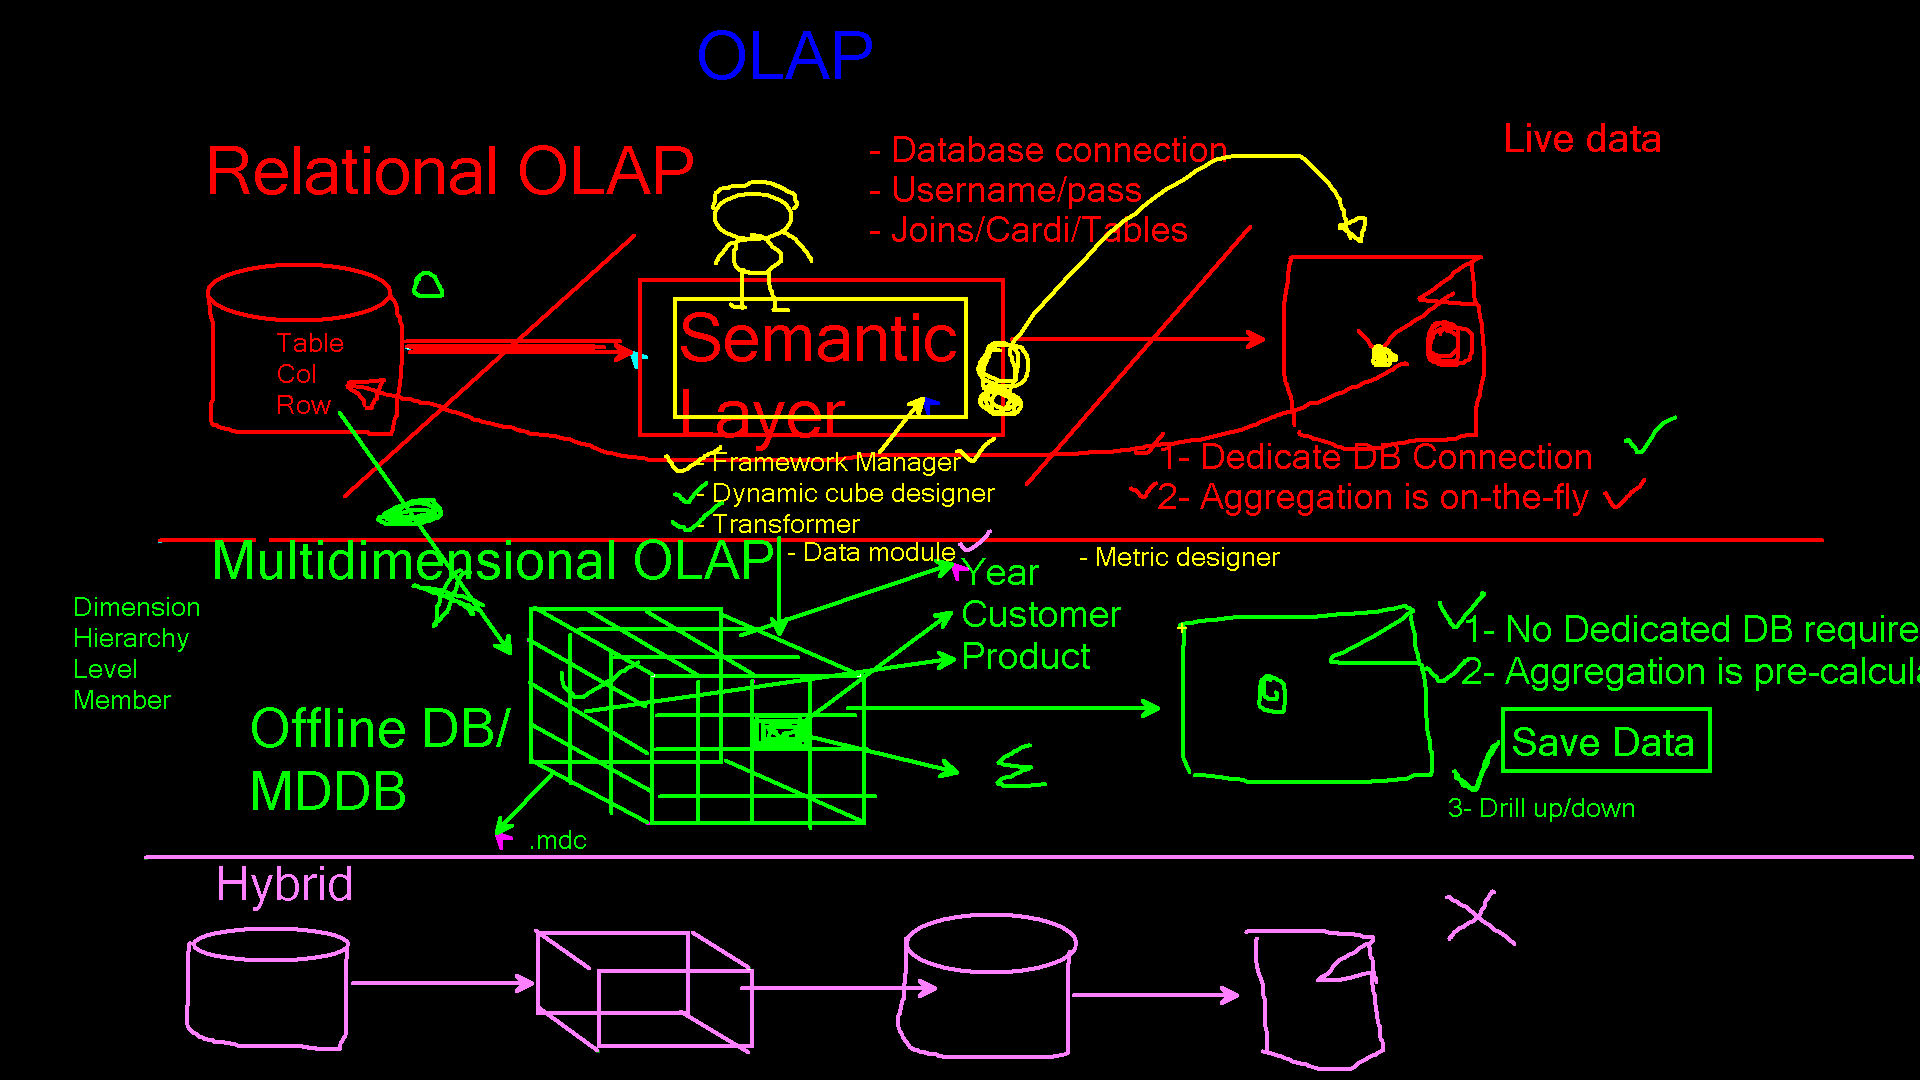 OLAP
Relational OLAP
- Database connection
- Username/pass
- Joins/Cardi/Tables
Live data
Table
Col
Row
Semantic
Layer
- Framework Manager
- Dynamic cube designer
- Transformer
- Data module
- Metric designer
1- Dedicate DB Connection
2- Aggregation is on-the-fly
Multidimensional OLAP
Dimension
Hierarchy
Level
Member
Offline DB/
MDDB
.mdc
Year
Customer
Product
Σ
1- No Dedicated DB require
2- Aggregation is pre-calcula
Save Data
3- Drill up/down
Hybrid